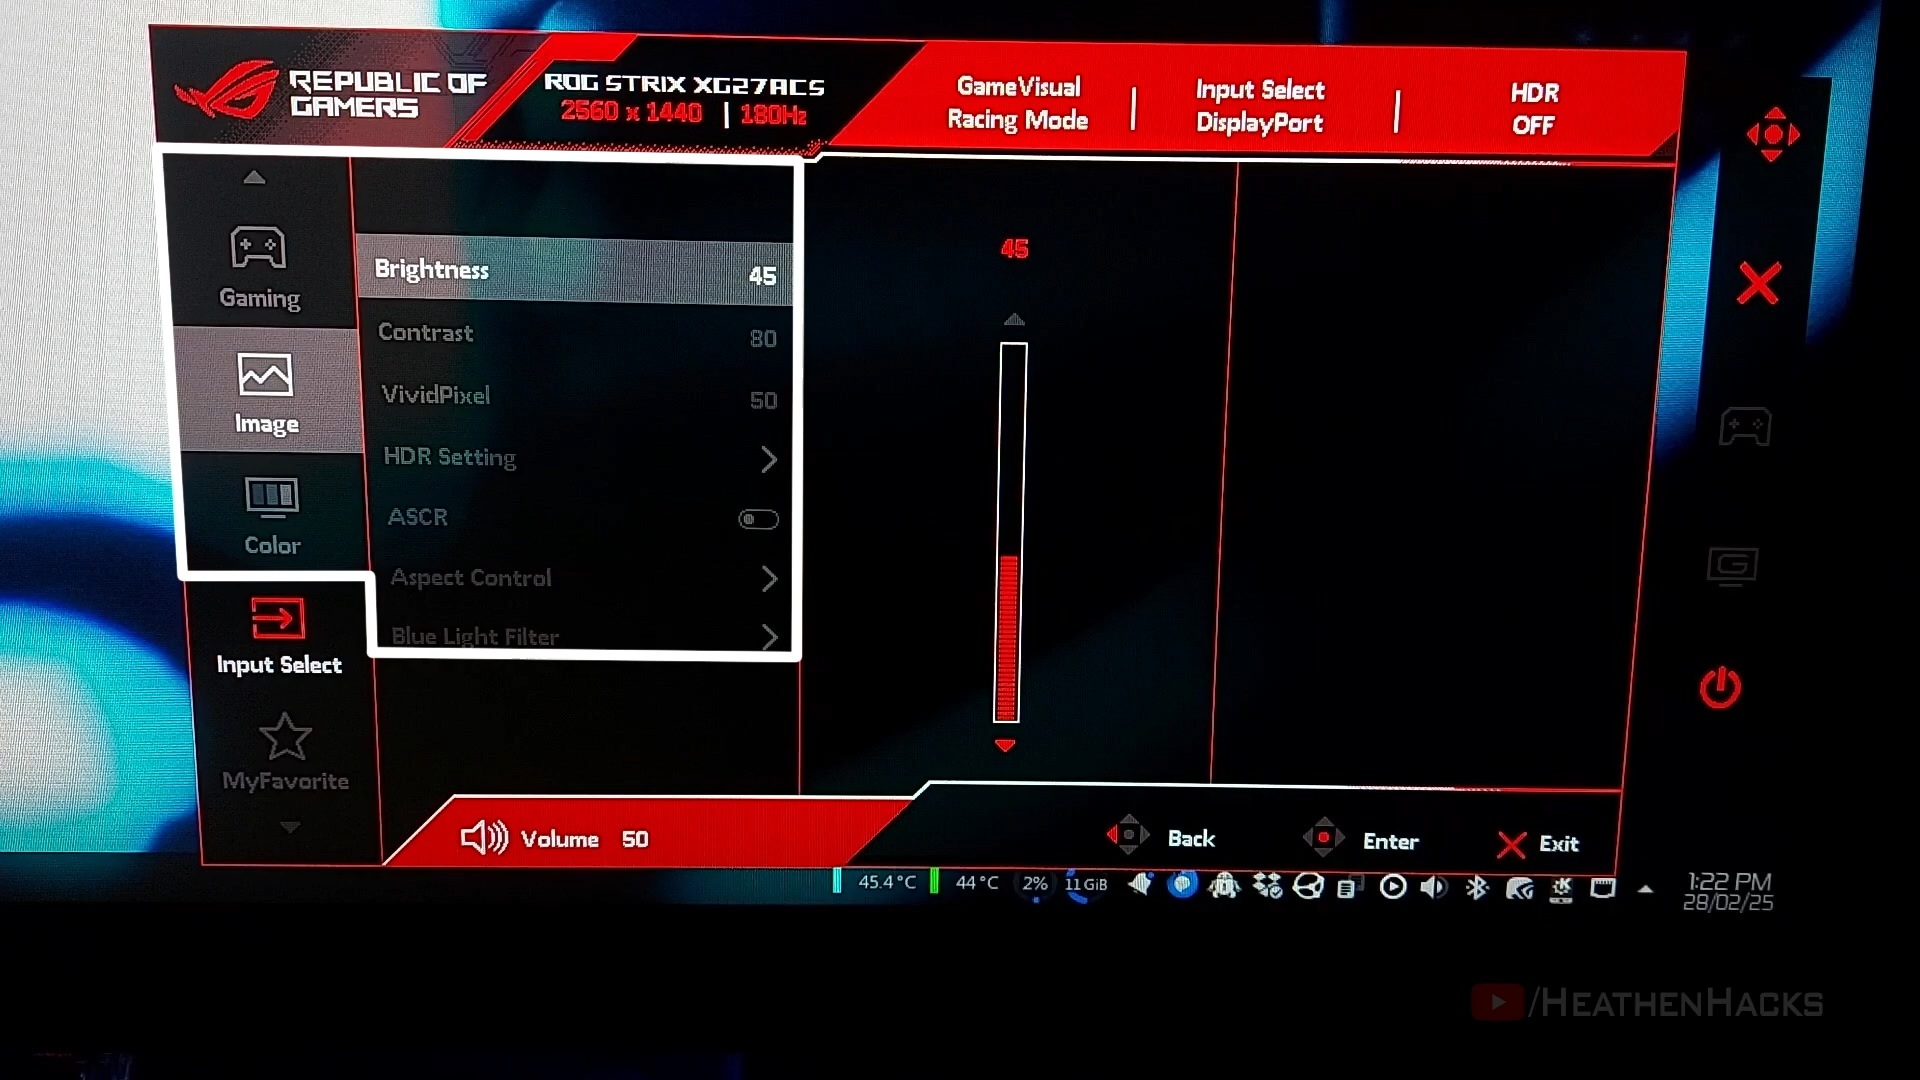 REPUBLIC OF
GAMERS
ROG STRIX XG27ACS
2560 x 1440 | 180Hz
GameVisual
Racing Mode
Input Select
DisplayPort
HDR
OFF
Gaming
Image
Color
Input Select
MyFavorite
Brightness 45
Contrast 80
VividPixel 50
HDR Setting
ASCR
Aspect Control
Blue Light Filter
45
Volume 50
Back
Enter
Exit
45.4°C 44°C 2% 11 GiB
1:22 PM
28/02/25
/HEATHENHACKS